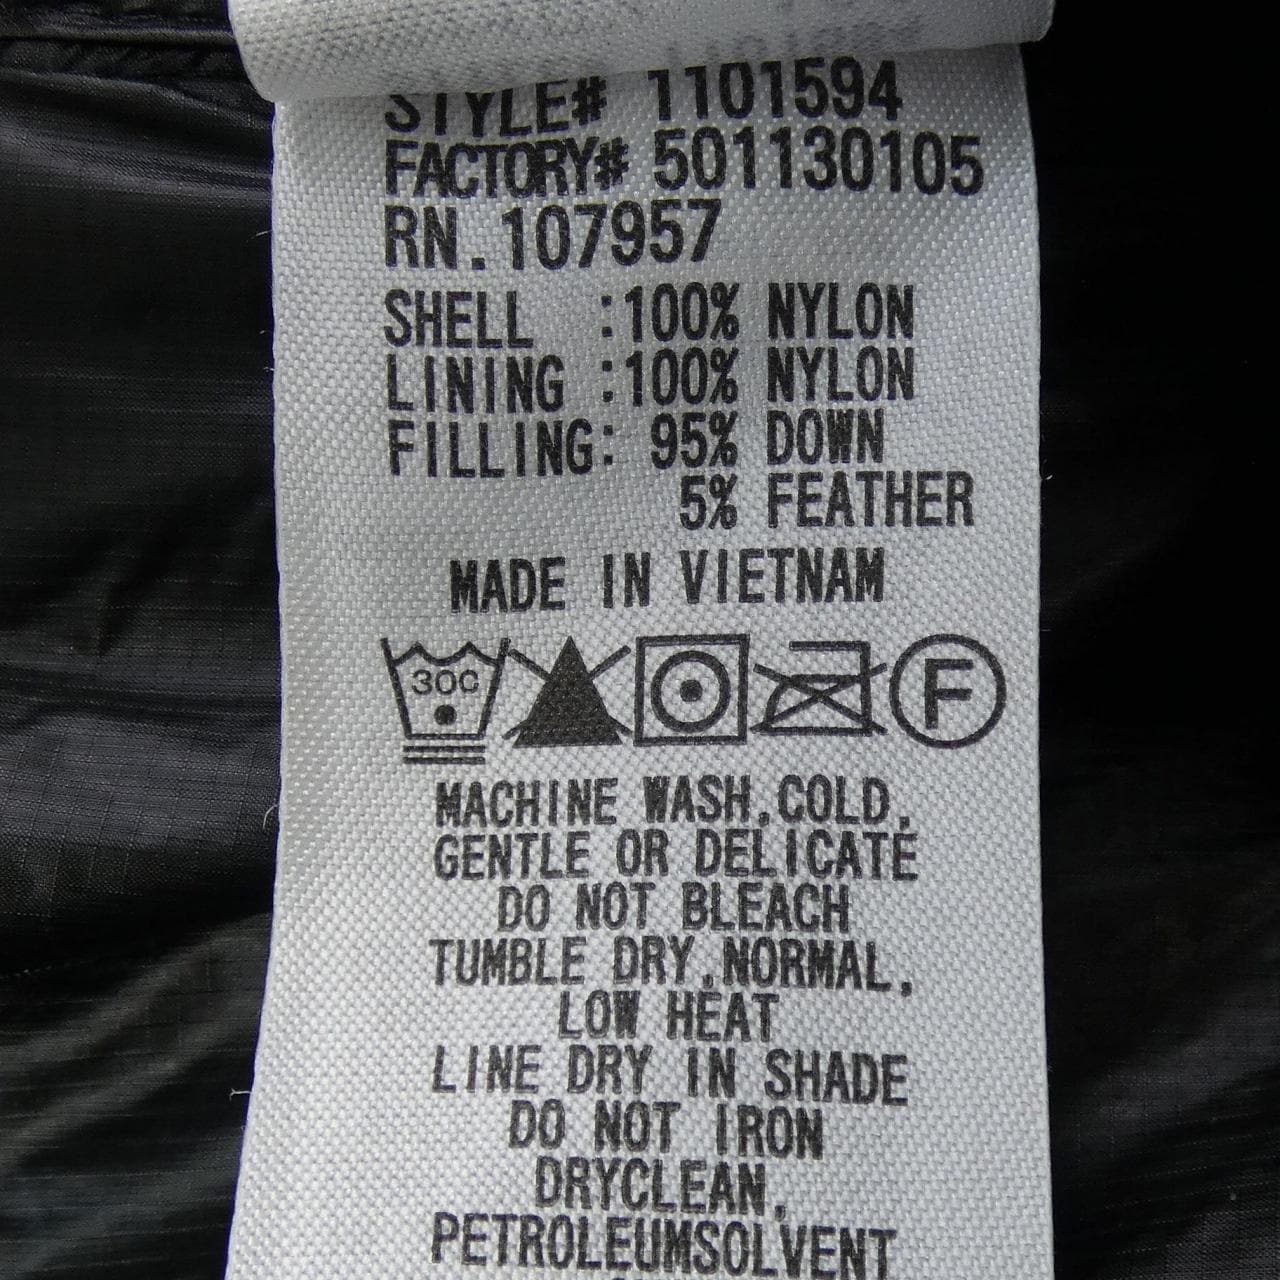 STYLE# 1101594
FACTORY# 501130105
RN.107957
SHELL :100% NYLON
LINING :100% NYLON
FILLING: 95% DOWN
5% FEATHER
MADE IN VIETNAM
30C F
MACHINE WASH,COLD,
GENTLE OR DELICATE
DO NOT BLEACH
TUMBLE DRY,NORMAL,
LOW HEAT
LINE DRY IN SHADE
DO NOT IRON
DRYCLEAN,
PETROLEUMSOLVENT